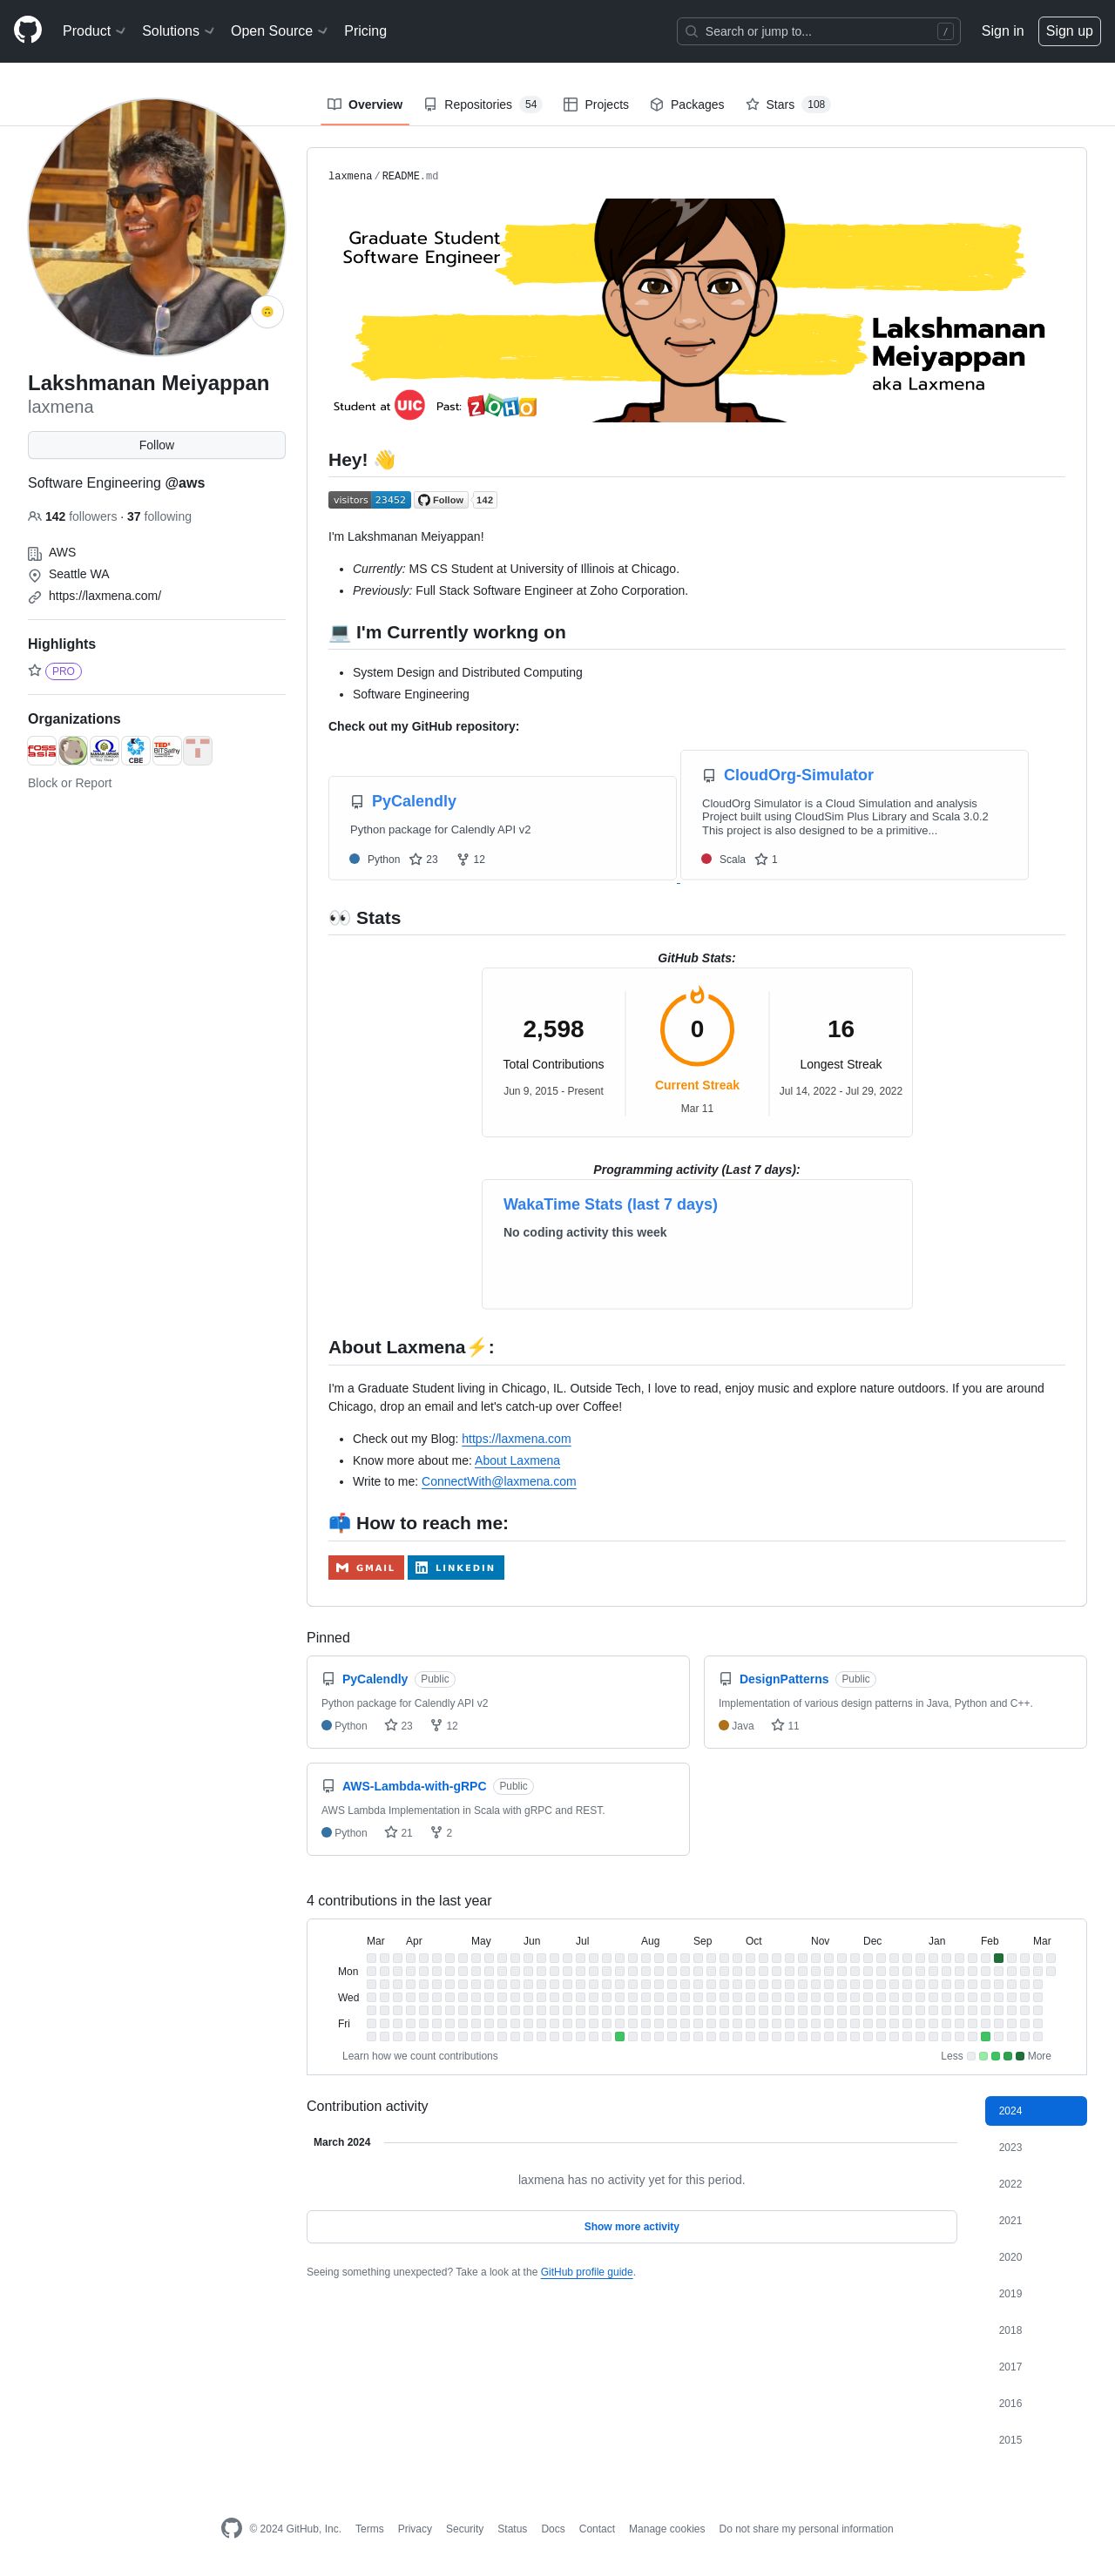 Product Solutions Open Source Pricing Search or jump to... / Sign in Sign up
Overview Repositories 54 Projects Packages Stars 108
laxmena / README.md
Graduate Student
Software Engineer
Lakshmanan
Meiyappan
aka Laxmena
Student at UIC Past: ZOHO
Lakshmanan Meiyappan
laxmena
Follow
Software Engineering @aws
142 followers · 37 following
AWS
Seattle WA
https://laxmena.com/
Highlights
PRO
Organizations
FOSS
ASIA
CBE
TEDx
BITSathy
Block or Report
Hey! 👋
visitors 23452 Follow 142
I'm Lakshmanan Meiyappan!
Currently: MS CS Student at University of Illinois at Chicago.
Previously: Full Stack Software Engineer at Zoho Corporation.
💻 I'm Currently workng on
System Design and Distributed Computing
Software Engineering
Check out my GitHub repository:
PyCalendly
Python package for Calendly API v2
Python 23 12
CloudOrg-Simulator
CloudOrg Simulator is a Cloud Simulation and analysis
Project built using CloudSim Plus Library and Scala 3.0.2
This project is also designed to be a primitive...
Scala 1
👀 Stats
GitHub Stats:
2,598
Total Contributions
Jun 9, 2015 - Present
0
Current Streak
Mar 11
16
Longest Streak
Jul 14, 2022 - Jul 29, 2022
Programming activity (Last 7 days):
WakaTime Stats (last 7 days)
No coding activity this week
About Laxmena⚡:
I'm a Graduate Student living in Chicago, IL. Outside Tech, I love to read, enjoy music and explore nature outdoors. If you are around
Chicago, drop an email and let's catch-up over Coffee!
Check out my Blog: https://laxmena.com
Know more about me: About Laxmena
Write to me: ConnectWith@laxmena.com
📫 How to reach me:
GMAIL LINKEDIN
Pinned
PyCalendly Public
Python package for Calendly API v2
Python 23 12
DesignPatterns Public
Implementation of various design patterns in Java, Python and C++.
Java 11
AWS-Lambda-with-gRPC Public
AWS Lambda Implementation in Scala with gRPC and REST.
Python 21 2
4 contributions in the last year
Mar Apr May Jun Jul Aug Sep Oct Nov Dec Jan Feb Mar
Mon
Wed
Fri
Learn how we count contributions Less More
Contribution activity
March 2024
laxmena has no activity yet for this period.
Show more activity
Seeing something unexpected? Take a look at the GitHub profile guide.
2024
2023
2022
2021
2020
2019
2018
2017
2016
2015
© 2024 GitHub, Inc. Terms Privacy Security Status Docs Contact Manage cookies Do not share my personal information